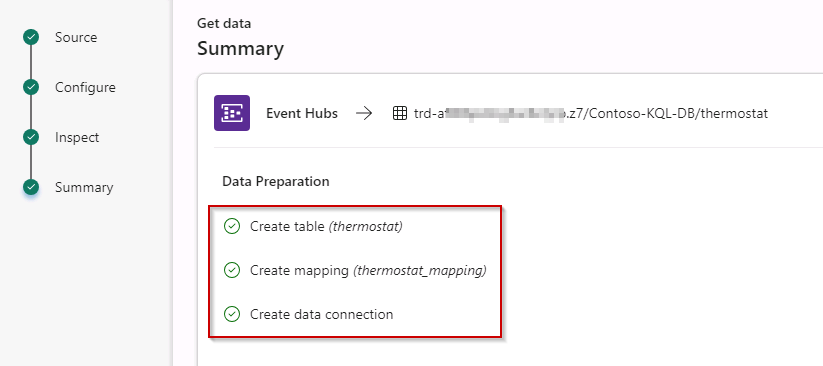 Source
Configure
Inspect
Summary
Get data
Summary
Event Hubs
trd-a .z7/Contoso-KQL-DB/thermostat
Data Preparation
Create table (thermostat)
Create mapping (thermostat_mapping)
Create data connection